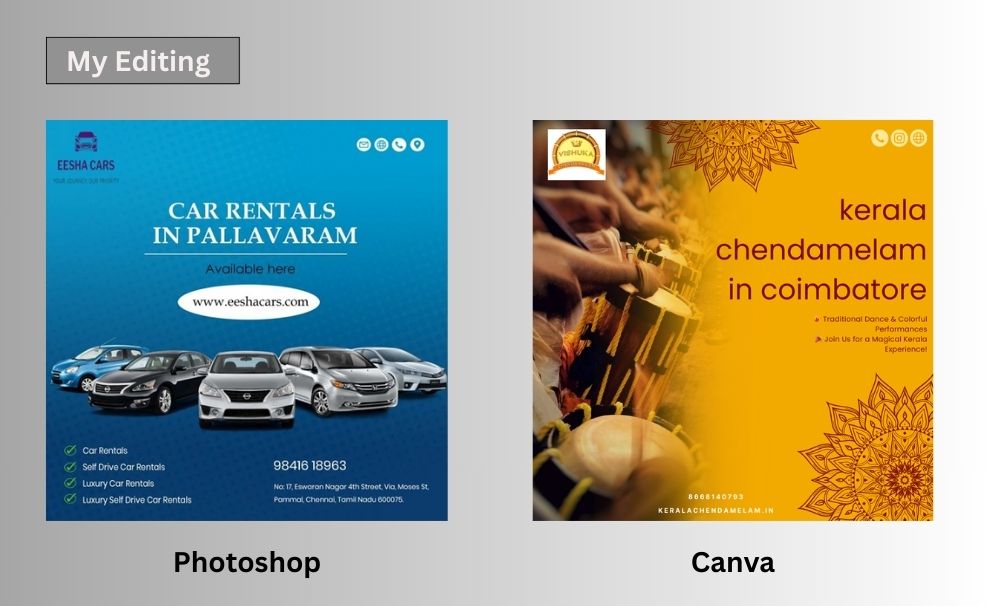 My Editing
EESHA CARS
YOUR JOURNEY, OUR PRIORITY
CAR RENTALS
IN PALLAVARAM
Available here
www.eeshacars.com
Car Rentals
Self Drive Car Rentals
Luxury Car Rentals
Luxury Self Drive Car Rentals
98416 18963
No: 17, Eswaran Nagar 4th Street, Via, Moses St,
Pammal, Chennai, Tamil Nadu 600075.
Photoshop
VISHUKA
kerala
chendamelam
in coimbatore
Traditional Dance & Colorful
Performances
Join Us for a Magical Kerala
Experience!
8668140793
KERALACHENDAMELAM.IN
Canva